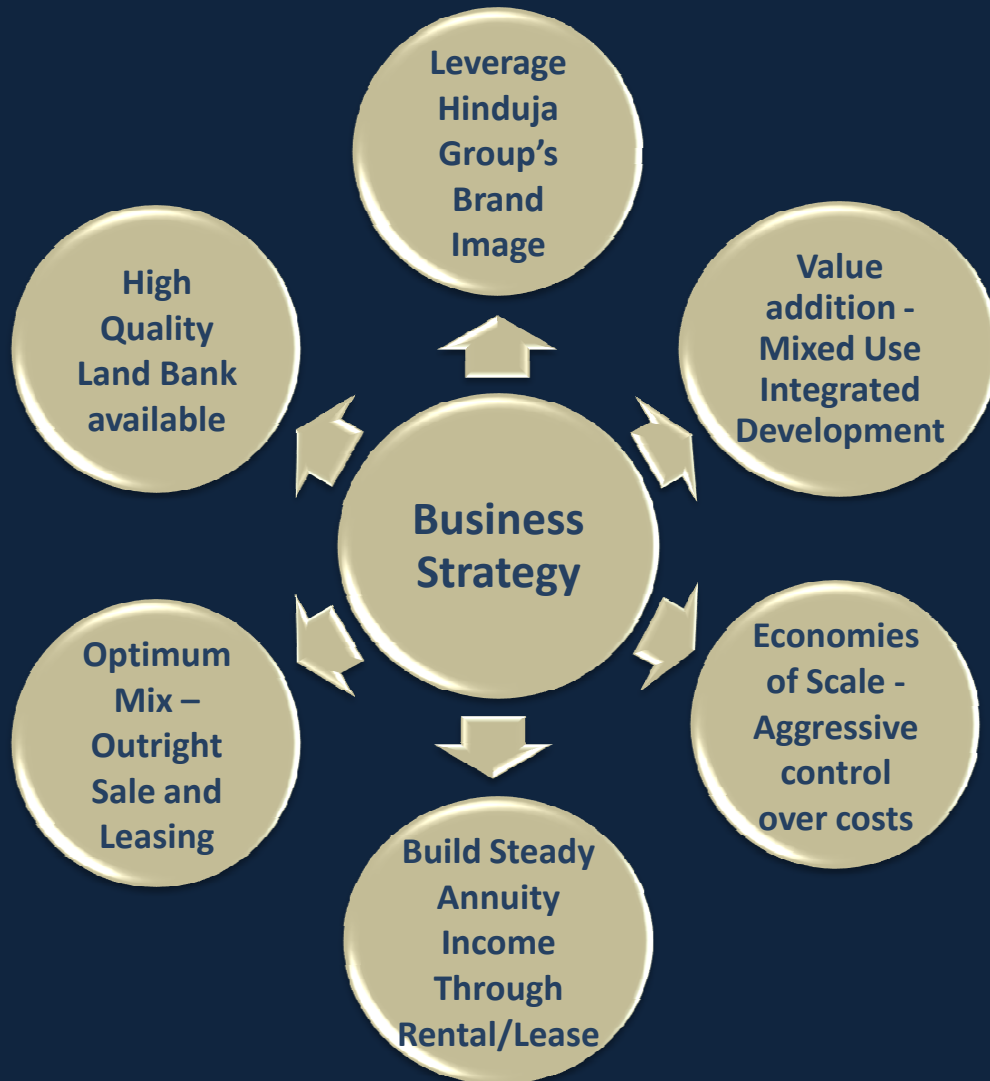 Leverage
Hinduja
Group’s
Brand
Image
High
Quality
Land Bank
available
Value
addition -
Mixed Use
Integrated
Development
Business
Strategy
Optimum
Mix –
Outright
Sale and
Leasing
Economies
of Scale -
Aggressive
control
over costs
Build Steady
Annuity
Income
Through
Rental/Lease